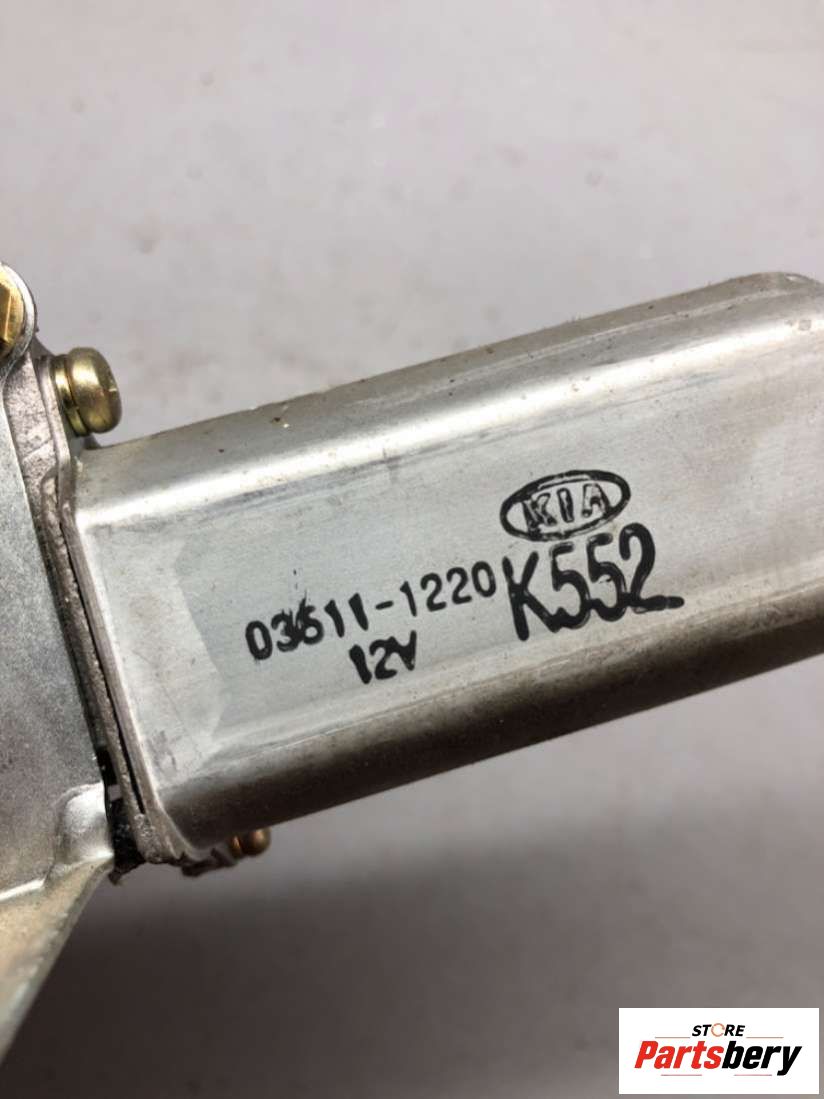 KIA
03611-1220 K552
12V
STORE
Partsbery